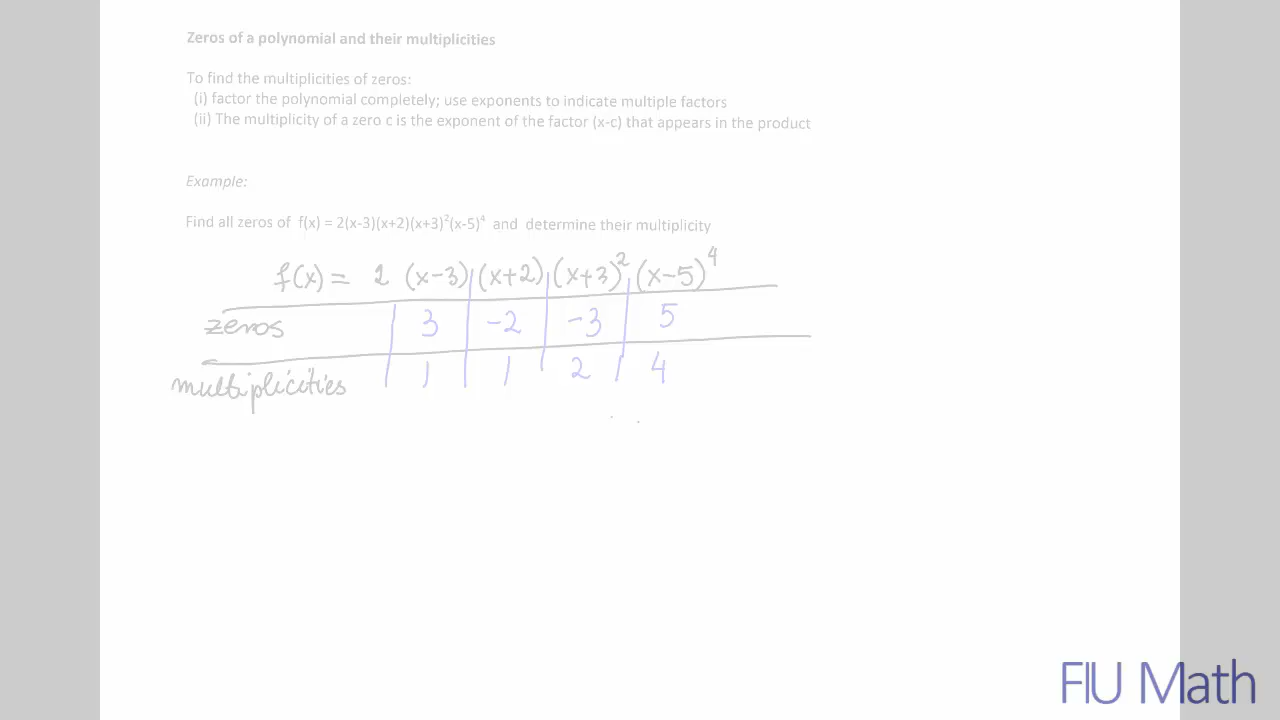 Zeros of a polynomial and their multiplicities
To find the multiplicities of zeros:
(i) factor the polynomial completely; use exponents to indicate multiple factors
(ii) The multiplicity of a zero c is the exponent of the factor (x-c) that appears in the product
Example:
Find all zeros of f(x) = 2(x-3)(x+2)(x+3)²(x-5)⁴ and determine their multiplicity
f(x) = 2 (x-3) (x+2) (x+3)² (x-5)⁴
zeros 3 -2 -3 5
multiplicities 1 1 2 4
FIU Math